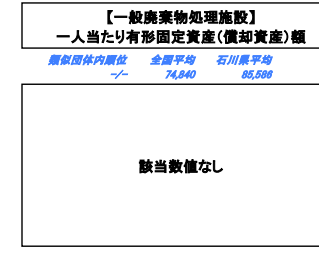 【一般廃棄物処理施設】
一人当たり有形固定資産(償却資産)額
類似団体内順位 全国平均 石川県平均
-/- 74,840 85,586
該当数値なし